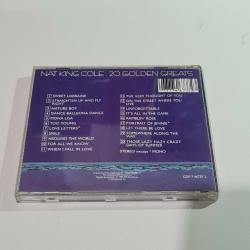 NAT KING COLE 20 GOLDEN GREATS
SWEET LORRAINE
STRAIGHTEN UP AND FLY
RIGHT
NATURE BOY
DANCE BALLERINA DANCE
MONA LISA
TOO YOUNG
LOVE LETTERS*
SMILE
AROUND THE WORLD
FOR ALL WE KNOW
WHEN I FALL IN LOVE
THE VERY THOUGHT OF YOU
ON THE STREET WHERE YOU
LIVE
UNFORGETTABLE
IT'S ALL IN THE GAME
RAMBLIN' ROSE
PORTRAIT OF JENNIE*
LET THERE BE LOVE
SOMEWHERE ALONG THE
WAY
THOSE LAZY HAZY CRAZY
DAYS OF SUMMER
STEREO except * MONO